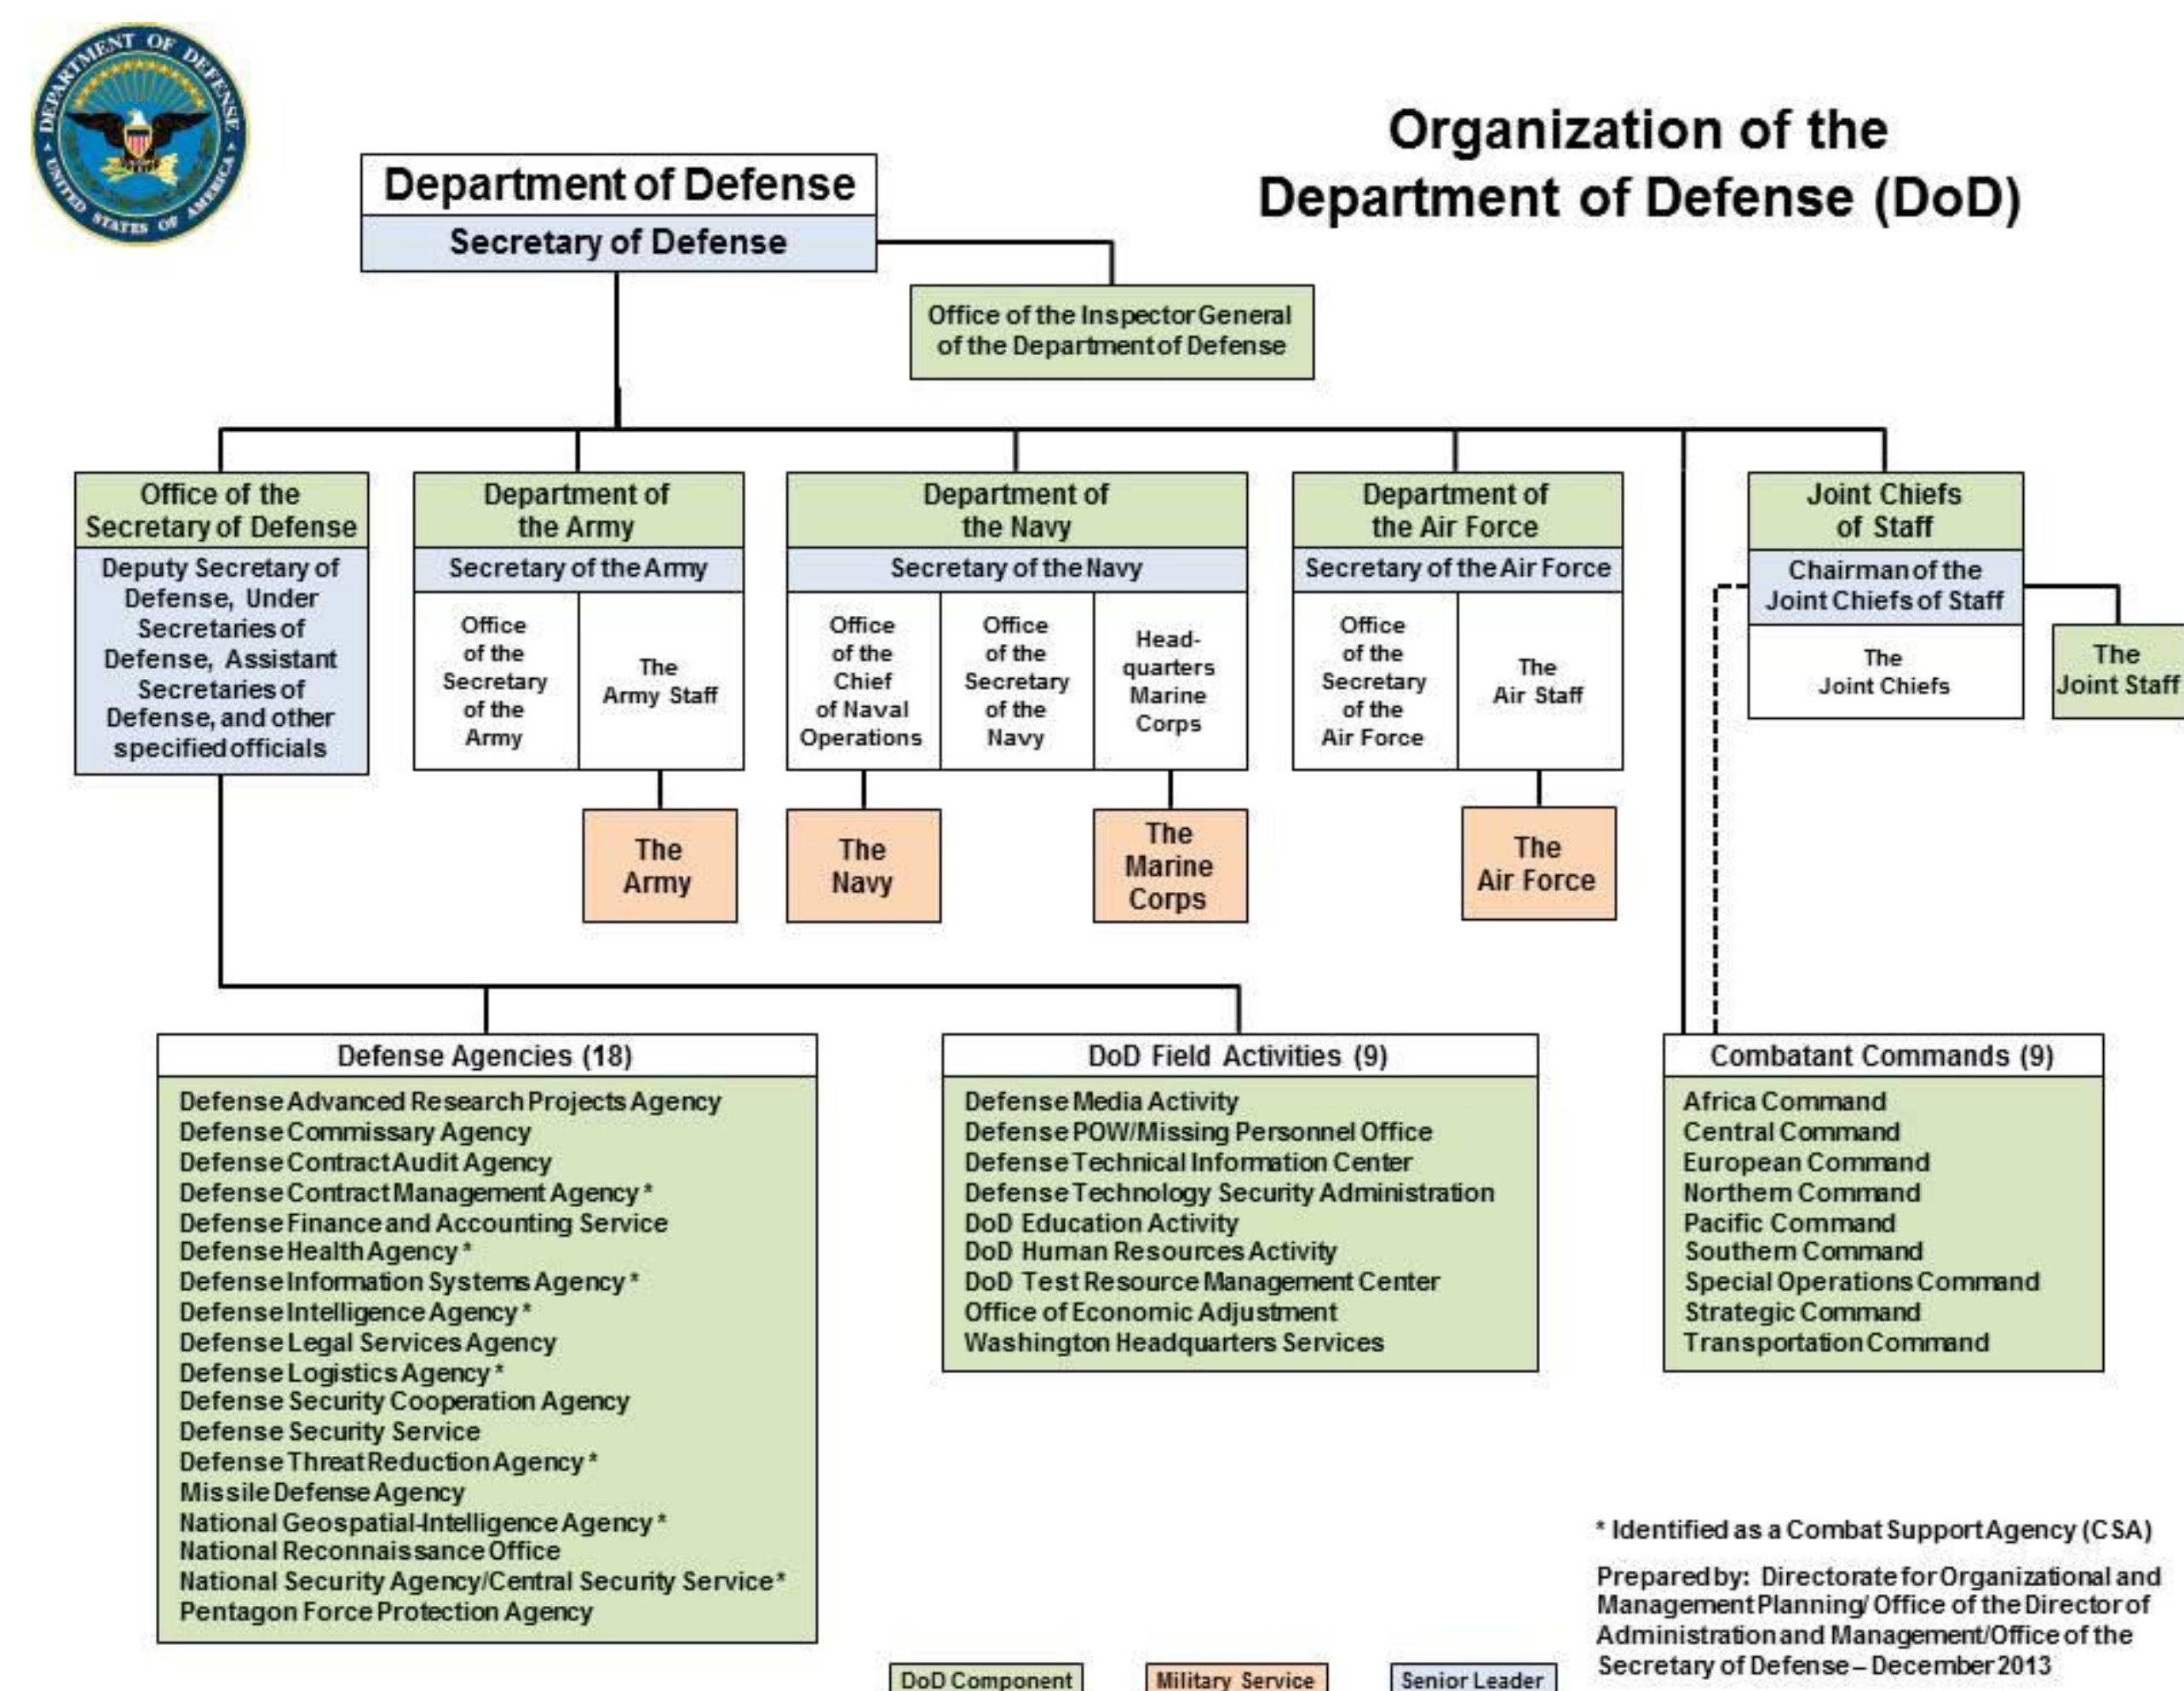 DEPARTMENT OF DEFENSE
UNITED STATES OF AMERICA
Organization of the
Department of Defense (DoD)
Department of Defense
Secretary of Defense
Office of the Inspector General
of the Department of Defense
Office of the
Secretary of Defense
Deputy Secretary of
Defense, Under
Secretaries of
Defense, Assistant
Secretaries of
Defense, and other
specified officials
Department of
the Army
Secretary of the Army
Office
of the
Secretary
of the
Army
The
Army Staff
The
Army
Department of
the Navy
Secretary of the Navy
Office
of the
Chief
of Naval
Operations
Office
of the
Secretary
of the
Navy
Head-
quarters
Marine
Corps
The
Navy
The
Marine
Corps
Department of
the Air Force
Secretary of the Air Force
Office
of the
Secretary
of the
Air Force
The
Air Staff
The
Air Force
Joint Chiefs
of Staff
Chairman of the
Joint Chiefs of Staff
The
Joint Chiefs
The
Joint Staff
Defense Agencies (18)
Defense Advanced Research Projects Agency
Defense Commissary Agency
Defense Contract Audit Agency
Defense Contract Management Agency *
Defense Finance and Accounting Service
Defense Health Agency *
Defense Information Systems Agency *
Defense Intelligence Agency *
Defense Legal Services Agency
Defense Logistics Agency *
Defense Security Cooperation Agency
Defense Security Service
Defense Threat Reduction Agency *
Missile Defense Agency
National Geospatial-Intelligence Agency *
National Reconnaissance Office
National Security Agency/Central Security Service *
Pentagon Force Protection Agency
DoD Field Activities (9)
Defense Media Activity
Defense POW/Missing Personnel Office
Defense Technical Information Center
Defense Technology Security Administration
DoD Education Activity
DoD Human Resources Activity
DoD Test Resource Management Center
Office of Economic Adjustment
Washington Headquarters Services
Combatant Commands (9)
Africa Command
Central Command
European Command
Northern Command
Pacific Command
Southern Command
Special Operations Command
Strategic Command
Transportation Command
* Identified as a Combat Support Agency (CSA)
Prepared by: Directorate for Organizational and
Management Planning/ Office of the Director of
Administration and Management/Office of the
Secretary of Defense – December 2013
DoD Component
Military Service
Senior Leader